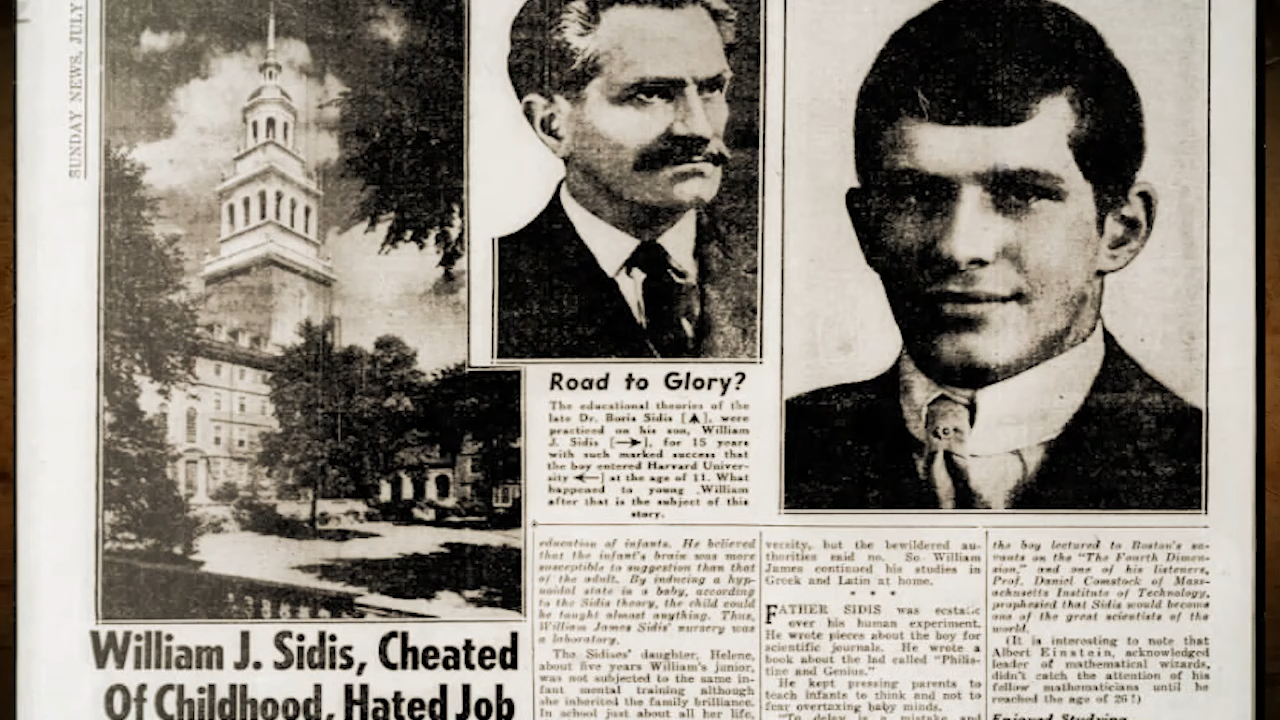 SUNDAY NEWS, JULY
Road to Glory?
The educational theories of the
late Dr. Boris Sidis [▲], were
practiced on his son, William
J. Sidis [→], for 15 years
with such marked success that
the boy entered Harvard Univer-
sity ←] at the age of 11. What
happened to young William
after that is the subject of this
story.
William J. Sidis, Cheated
Of Childhood, Hated Job
education of infants. He believed
that the infant's brain was more
susceptible to suggestion than that
of the adult. By inducing a hyp-
noidal state in a baby, according
to the Sidis theory, the child could
be taught almost anything. Thus,
William James Sidis' nursery was
a laboratory.
The Sidises' daughter, Helene,
about five years William's junior,
was not subjected to the same in-
fant mental training although
she inherited the family brilliance.
In school just about all her life,
versity, but the bewildered au-
thorities said no. So William
James continued his studies in
Greek and Latin at home.
* * *
FATHER SIDIS was ecstatic
over his human experiment.
He wrote pieces about the boy for
scientific journals. He wrote a
book about the lad called "Philis-
tine and Genius."
He kept pressing parents to
teach infants to think and not to
fear overtaxing baby minds.
"To delay is a mistake and
the boy lectured to Boston's sa-
vants on the "The Fourth Dimen-
sion," and one of his listeners,
Prof. Daniel Comstock of Mass-
achusetts Institute of Technology,
prophesied that Sidis would become
one of the great scientists of the
world.
(It is interesting to note that
Albert Einstein, acknowledged
leader of mathematical wizards,
didn't catch the attention of his
fellow mathematicians until he
reached the age of 26!)
Enjoyed Studying